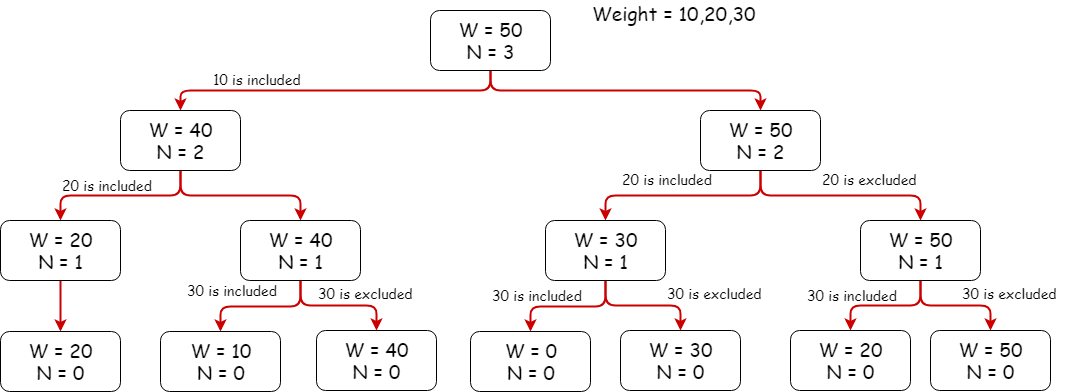 Weight = 10,20,30
W = 50
N = 3
10 is included
W = 40
N = 2
W = 50
N = 2
20 is included
20 is included
20 is excluded
W = 20
N = 1
W = 40
N = 1
W = 30
N = 1
W = 50
N = 1
30 is included
30 is excluded
30 is included
30 is excluded
30 is included
30 is excluded
W = 20
N = 0
W = 10
N = 0
W = 40
N = 0
W = 0
N = 0
W = 30
N = 0
W = 20
N = 0
W = 50
N = 0